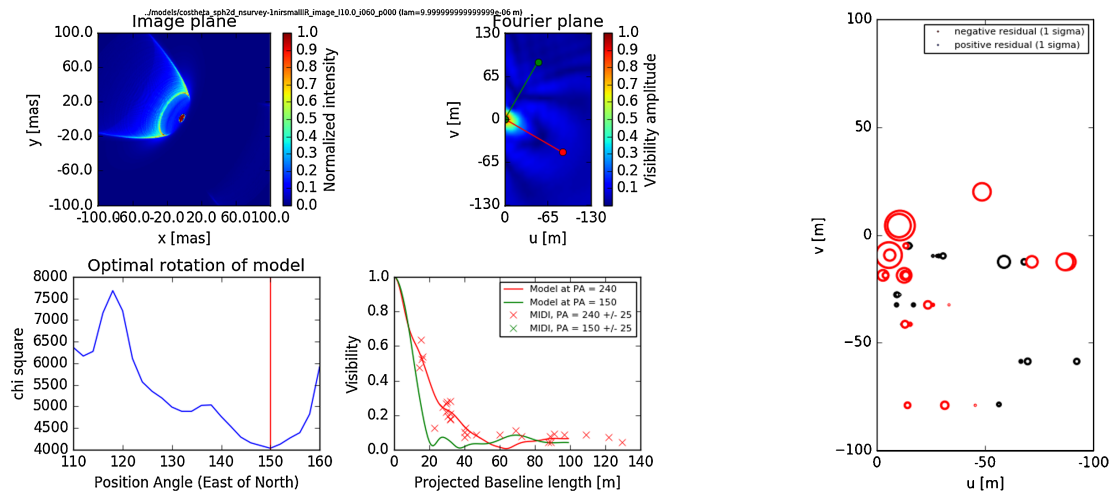 ../models/costheta_sph2d_nsurvey-1nirsmalliR_image_l10.0_i060_p000 (lam=9.999999999999999e-06 m)
Image plane
100.0
60.0
20.0
-20.0
-60.0
-100.0
y [mas]
-100.0 -60.0 -20.0 20.0 60.0 100.0
x [mas]
1.0
0.9
0.8
0.7
0.6
0.5
0.4
0.3
0.2
0.1
0.0
Normalized intensity
Fourier plane
130
65
0
-65
-130
v [m]
0 -65 -130
u [m]
1.0
0.9
0.8
0.7
0.6
0.5
0.4
0.3
0.2
0.1
Visibility amplitude
Optimal rotation of model
8000
7500
7000
6500
6000
5500
5000
4500
4000
chi square
110 120 130 140 150 160
Position Angle (East of North)
1.0
0.8
0.6
0.4
0.2
0.0
Visibility
Model at PA = 240
Model at PA = 150
MIDI, PA = 240 +/- 25
MIDI, PA = 150 +/- 25
0 20 40 60 80 100 120 140
Projected Baseline length [m]
negative residual (1 sigma)
positive residual (1 sigma)
100
50
0
−50
−100
v [m]
0 -50 -100
u [m]